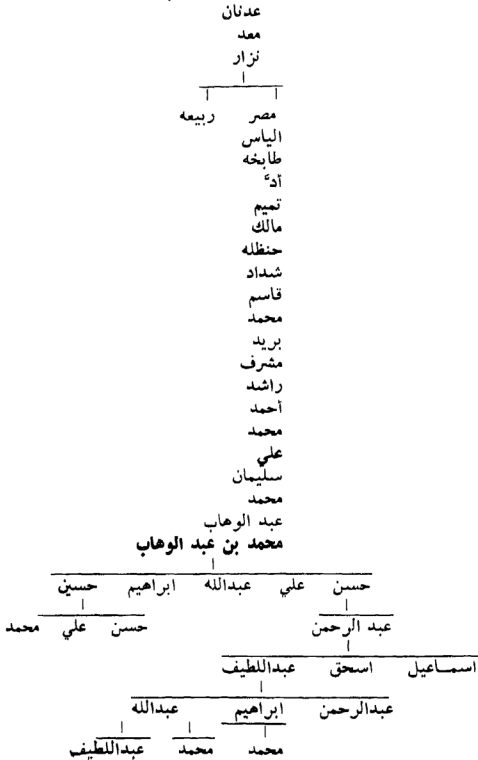 عدنان
معد
نزار
مصر ربيعه
الياس
طابخه
أدَّ
تميم
مالك
حنظله
شداد
قاسم
محمد
بريد
مشرف
راشد
أحمد
محمد
علي
سليمان
محمد
عبد الوهاب
محمد بن عبد الوهاب
حسن علي عبدالله ابراهيم حسين
عبد الرحمن حسن علي محمد
اسماعيل اسحق عبداللطيف
عبدالرحمن ابراهيم عبدالله
محمد محمد عبداللطيف